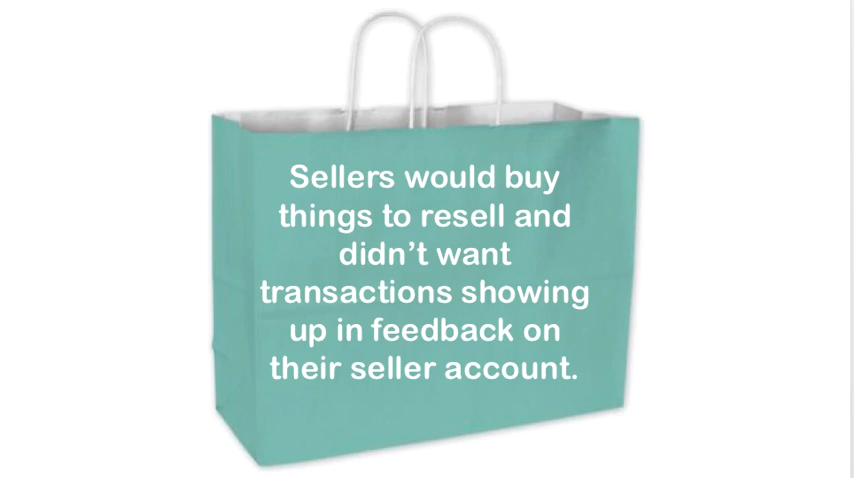 Sellers would buy
things to resell and
didn’t want
transactions showing
up in feedback on
their seller account.